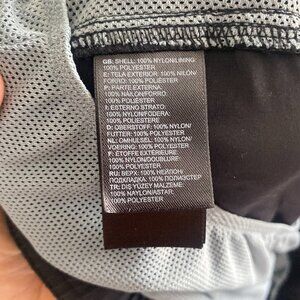 GB: SHELL: 100% NYLON/LINING
100% POLYESTER
E: TELA EXTERIOR: 100% NILÓN/
FORRO: 100% POLIÉSTER
P: PARTE EXTERNA:
100% NÁILON/FORRO:
100% POLIÉSTER
I: ESTERNO STRATO:
100% NYLON/FODERA:
100% POLIESTERE
D: OBERSTOFF: 100% NYLON/
FUTTER: 100% POLYESTER
NL: OMHULSEL: 100% NYLON/
VOERING: 100% POLYESTER
F: ÉTOFFE EXTÉRIEURE:
100% NYLON/DOUBLURE:
100% POLYESTER
RU: ВЕРХ: 100% НЕЙЛОН/
ПОДКЛАДКА: 100% ПОЛИЭСТЕР
TR: DIŞ YÜZEY MALZEME:
100% NAYLON/ASTAR:
100% POLYESTER